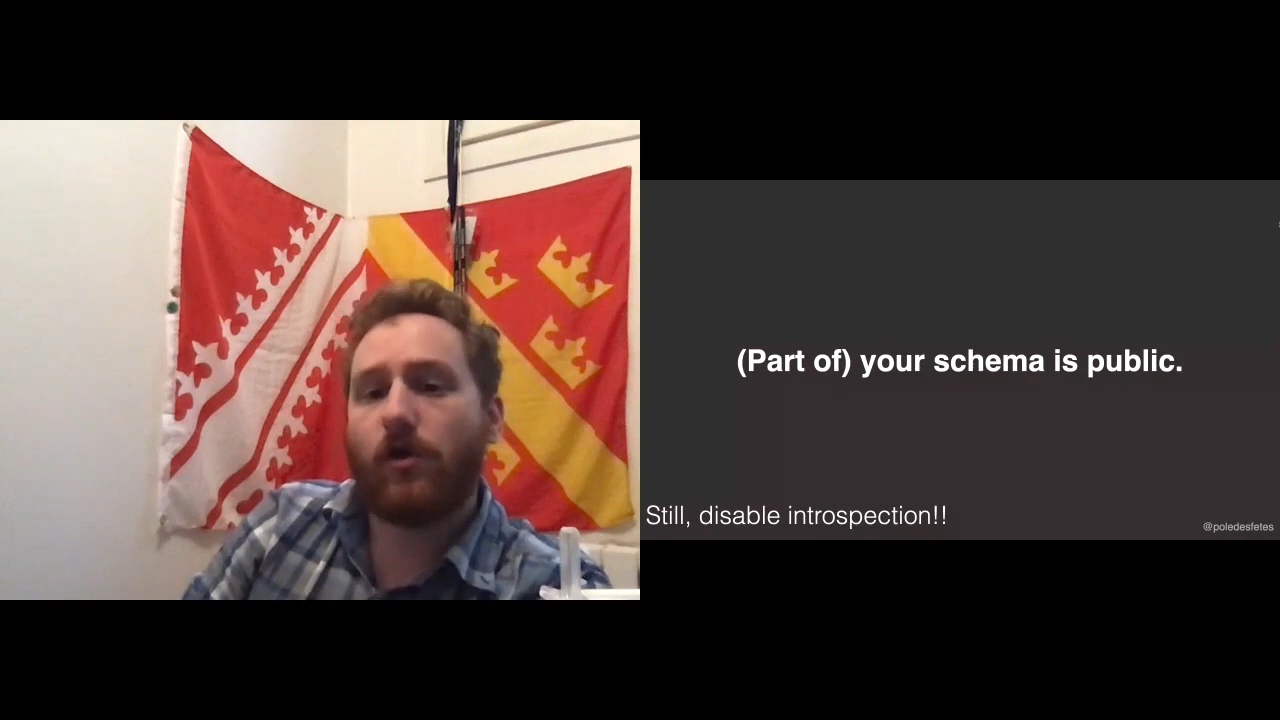 (Part of) your schema is public.
Still, disable introspection!!
@poledesfetes